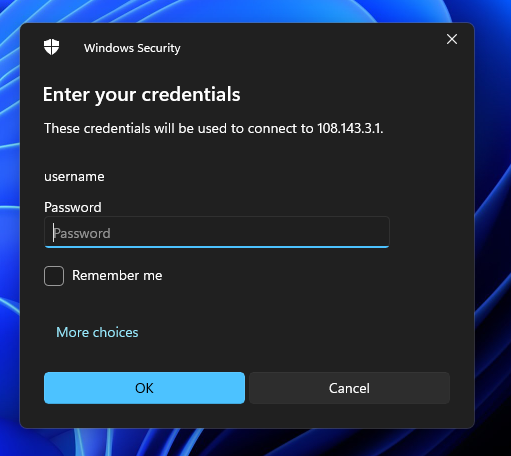 Windows Security
Enter your credentials
These credentials will be used to connect to 108.143.3.1.
username
Password
Password
Remember me
More choices
OK
Cancel